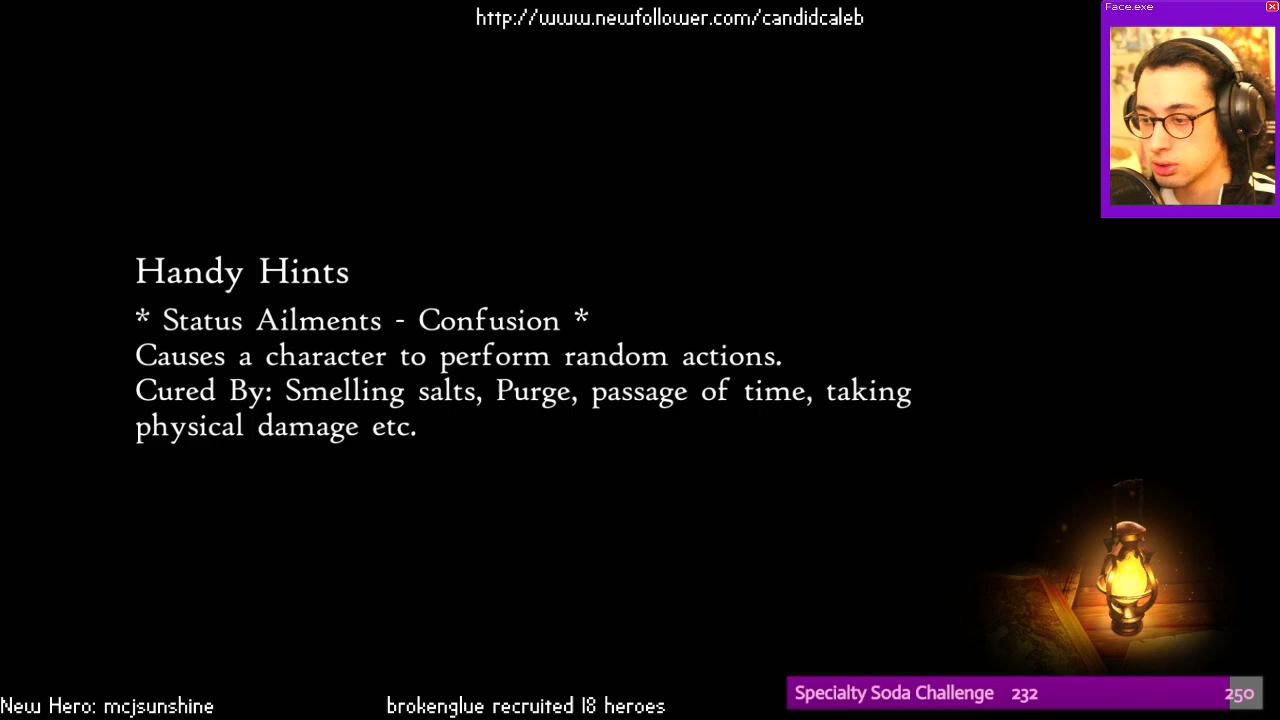 http://www.newfollower.com/candidcaleb
Face.exe
Handy Hints
* Status Ailments - Confusion *
Causes a character to perform random actions.
Cured By: Smelling salts, Purge, passage of time, taking
physical damage etc.
New Hero: mcjsunshine
brokenglue recruited 18 heroes
Specialty Soda Challenge 232 250